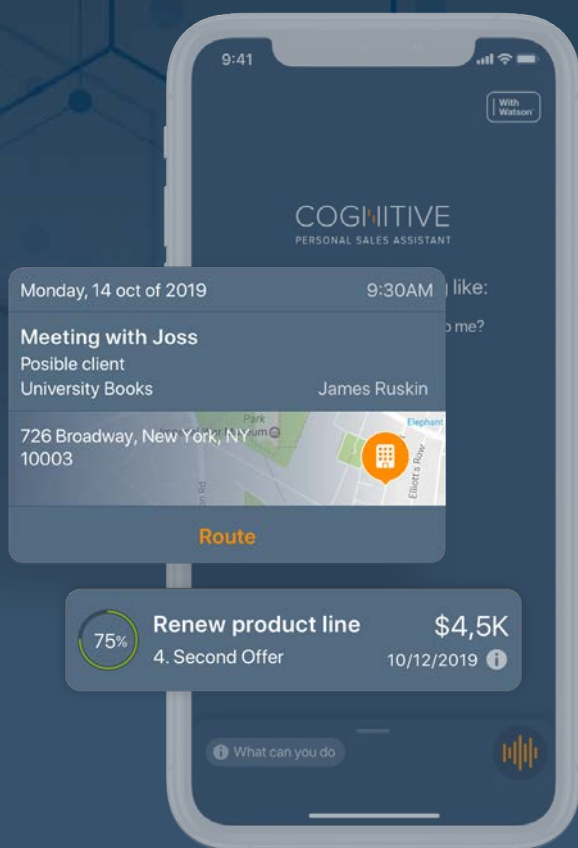 9:41
With
Watson
COGNITIVE
PERSONAL SALES ASSISTANT
like:
o me?
Monday, 14 oct of 2019 9:30AM
Meeting with Joss
Posible client
University Books James Ruskin
Park
726 Broadway, New York, NY
10003
Elephant
Elliott's Row
Route
75% Renew product line $4,5K
4. Second Offer 10/12/2019
What can you do